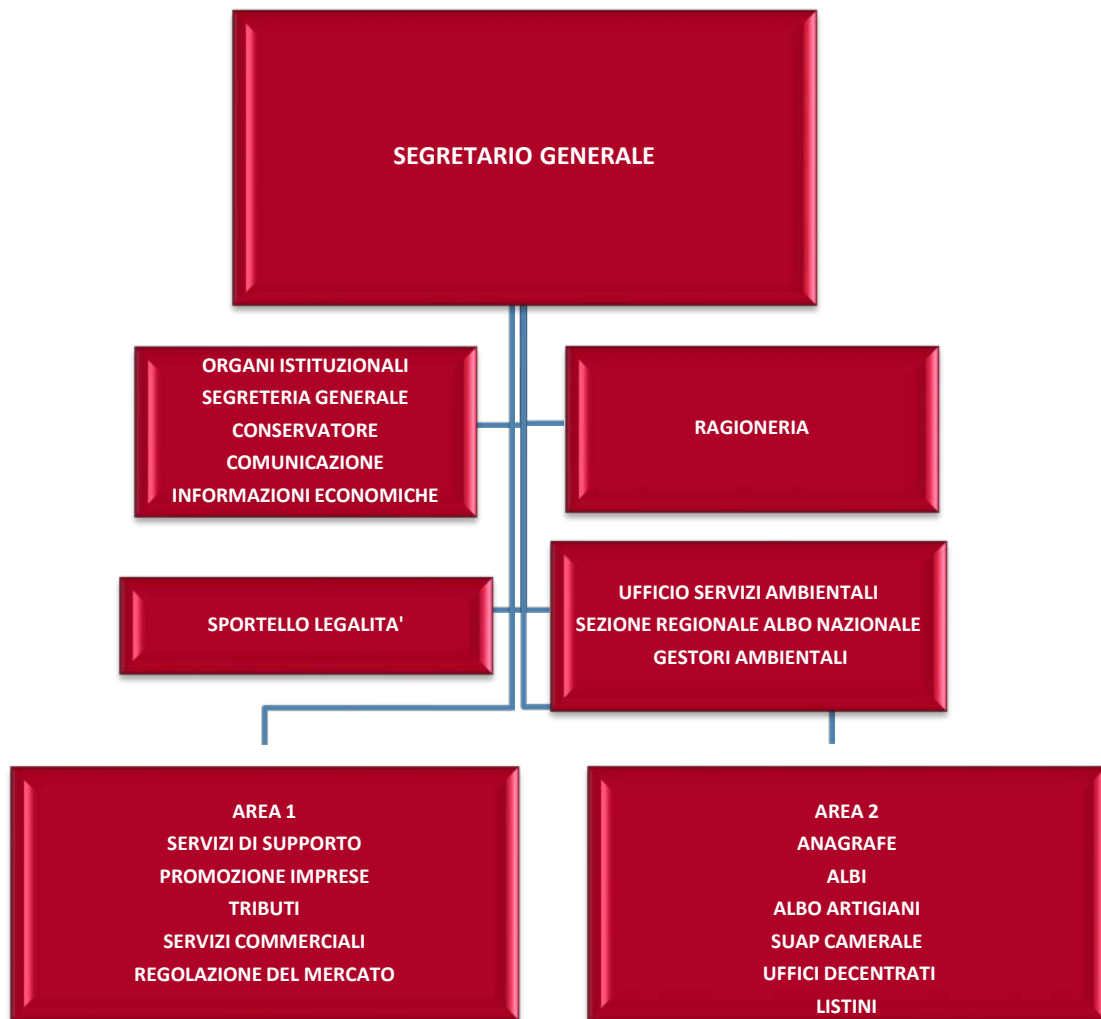 SEGRETARIO GENERALE
ORGANI ISTITUZIONALI
SEGRETERIA GENERALE
CONSERVATORE
COMUNICAZIONE
INFORMAZIONI ECONOMICHE
RAGIONERIA
SPORTELLO LEGALITA'
UFFICIO SERVIZI AMBIENTALI
SEZIONE REGIONALE ALBO NAZIONALE
GESTORI AMBIENTALI
AREA 1
SERVIZI DI SUPPORTO
PROMOZIONE IMPRESE
TRIBUTI
SERVIZI COMMERCIALI
REGOLAZIONE DEL MERCATO
AREA 2
ANAGRAFE
ALBI
ALBO ARTIGIANI
SUAP CAMERALE
UFFICI DECENTRATI
LISTINI